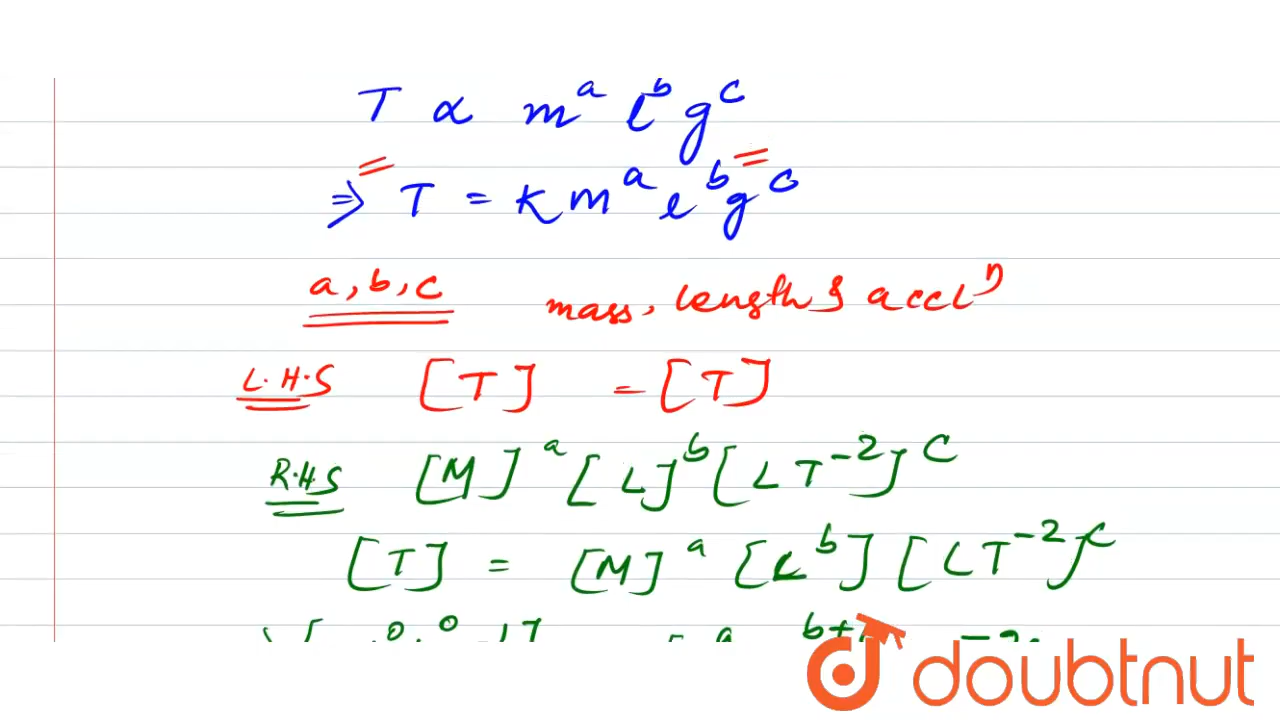 T ∝ m^a l^b g^c
⇒ T = K m^a l^b g^c
a, b, c mass, length & accl^n
L.H.S [T] = [T]
R.H.S [M]^a [L]^b [LT^-2]^c
[T] = [M]^a [L^b] [LT^-2]^c
doubtnut